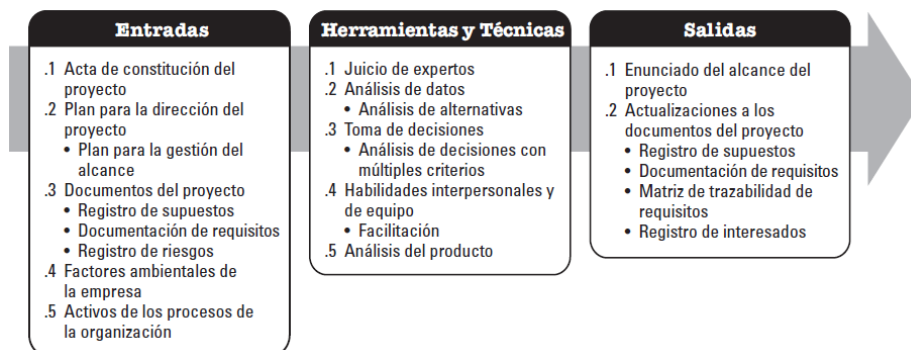 Entradas
.1 Acta de constitución del
proyecto
.2 Plan para la dirección del
proyecto
• Plan para la gestión del
alcance
.3 Documentos del proyecto
• Registro de supuestos
• Documentación de requisitos
• Registro de riesgos
.4 Factores ambientales de
la empresa
.5 Activos de los procesos de
la organización
Herramientas y Técnicas
.1 Juicio de expertos
.2 Análisis de datos
• Análisis de alternativas
.3 Toma de decisiones
• Análisis de decisiones con
múltiples criterios
.4 Habilidades interpersonales y
de equipo
• Facilitación
.5 Análisis del producto
Salidas
.1 Enunciado del alcance del
proyecto
.2 Actualizaciones a los
documentos del proyecto
• Registro de supuestos
• Documentación de requisitos
• Matriz de trazabilidad de
requisitos
• Registro de interesados